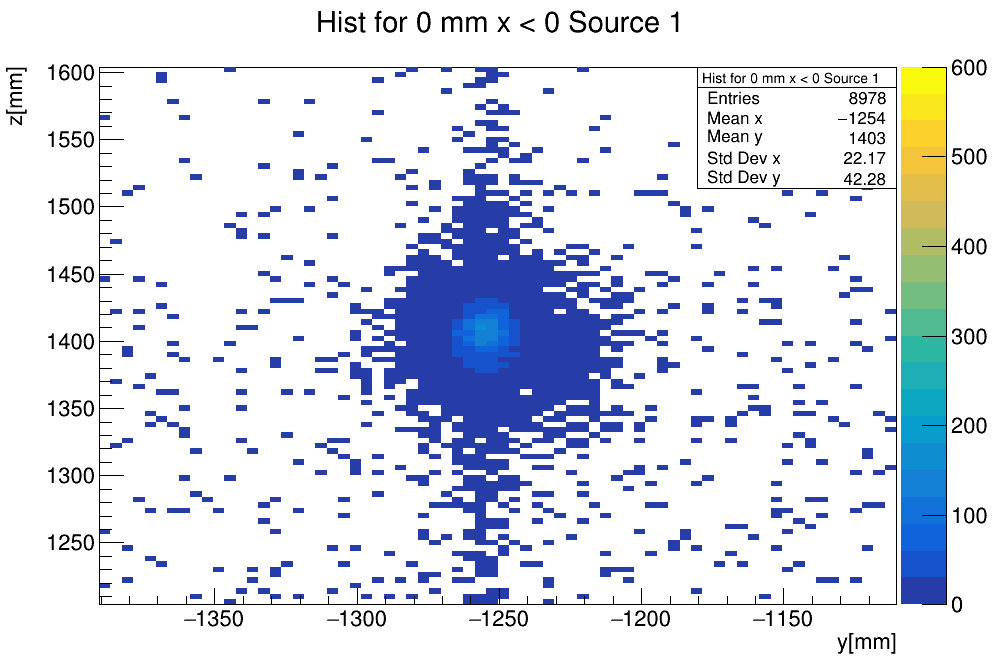 Hist for 0 mm x < 0 Source 1
z[mm]
1600
1550
1500
1450
1400
1350
1300
1250
Hist for 0 mm x < 0 Source 1
Entries 8978
Mean x −1254
Mean y 1403
Std Dev x 22.17
Std Dev y 42.28
600
500
400
300
200
100
0
−1350 −1300 −1250 −1200 −1150
y[mm]